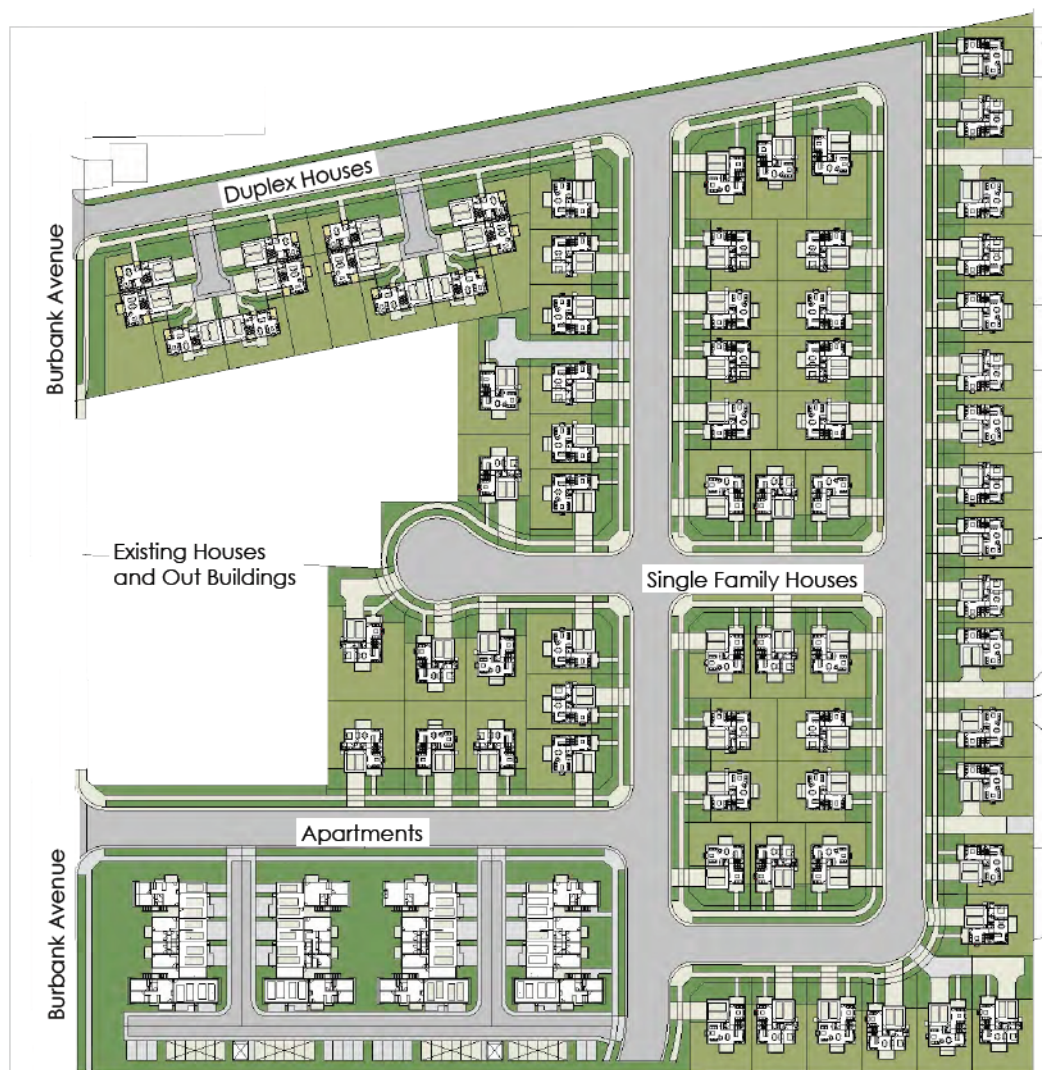 Duplex Houses
Burbank Avenue
Existing Houses
and Out Buildings
Single Family Houses
Apartments
Burbank Avenue